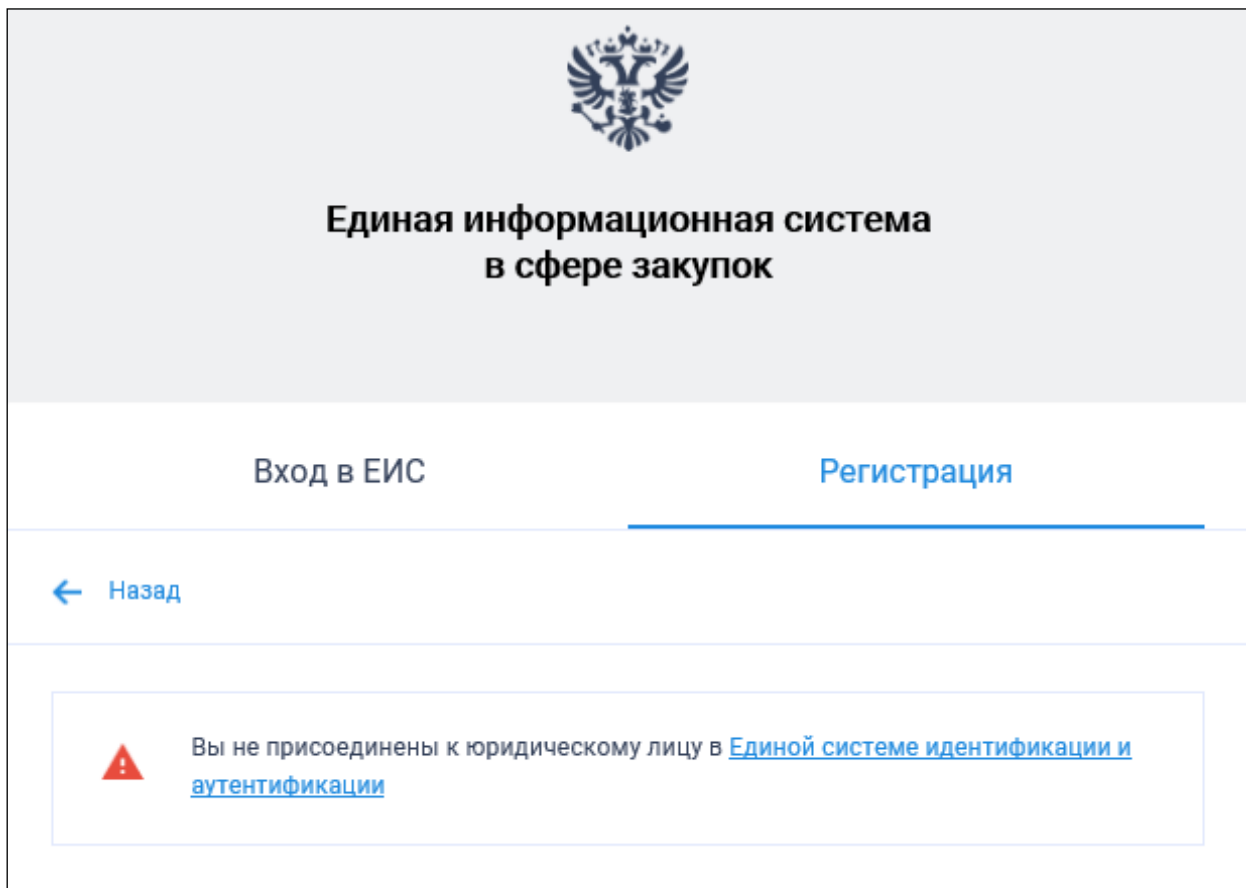 Единая информационная система
в сфере закупок
Вход в ЕИС
Регистрация
Назад
Вы не присоединены к юридическому лицу в Единой системе идентификации и
аутентификации